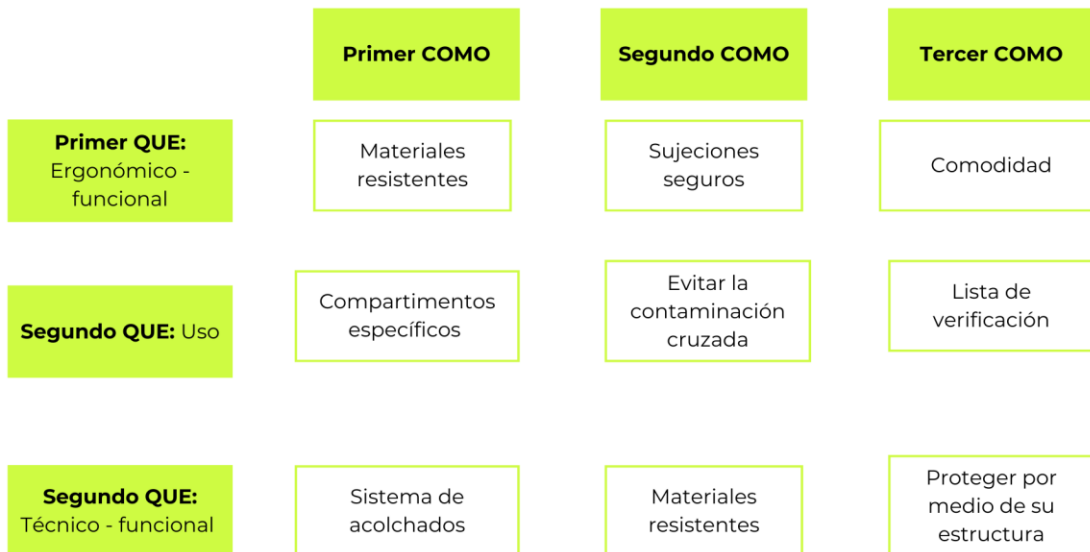 Primer COMO
Segundo COMO
Tercer COMO
Primer QUE:
Ergonómico -
funcional
Materiales
resistentes
Sujeciones
seguros
Comodidad
Segundo QUE: Uso
Compartimentos
específicos
Evitar la
contaminación
cruzada
Lista de
verificación
Segundo QUE:
Técnico - funcional
Sistema de
acolchados
Materiales
resistentes
Proteger por
medio de su
estructura